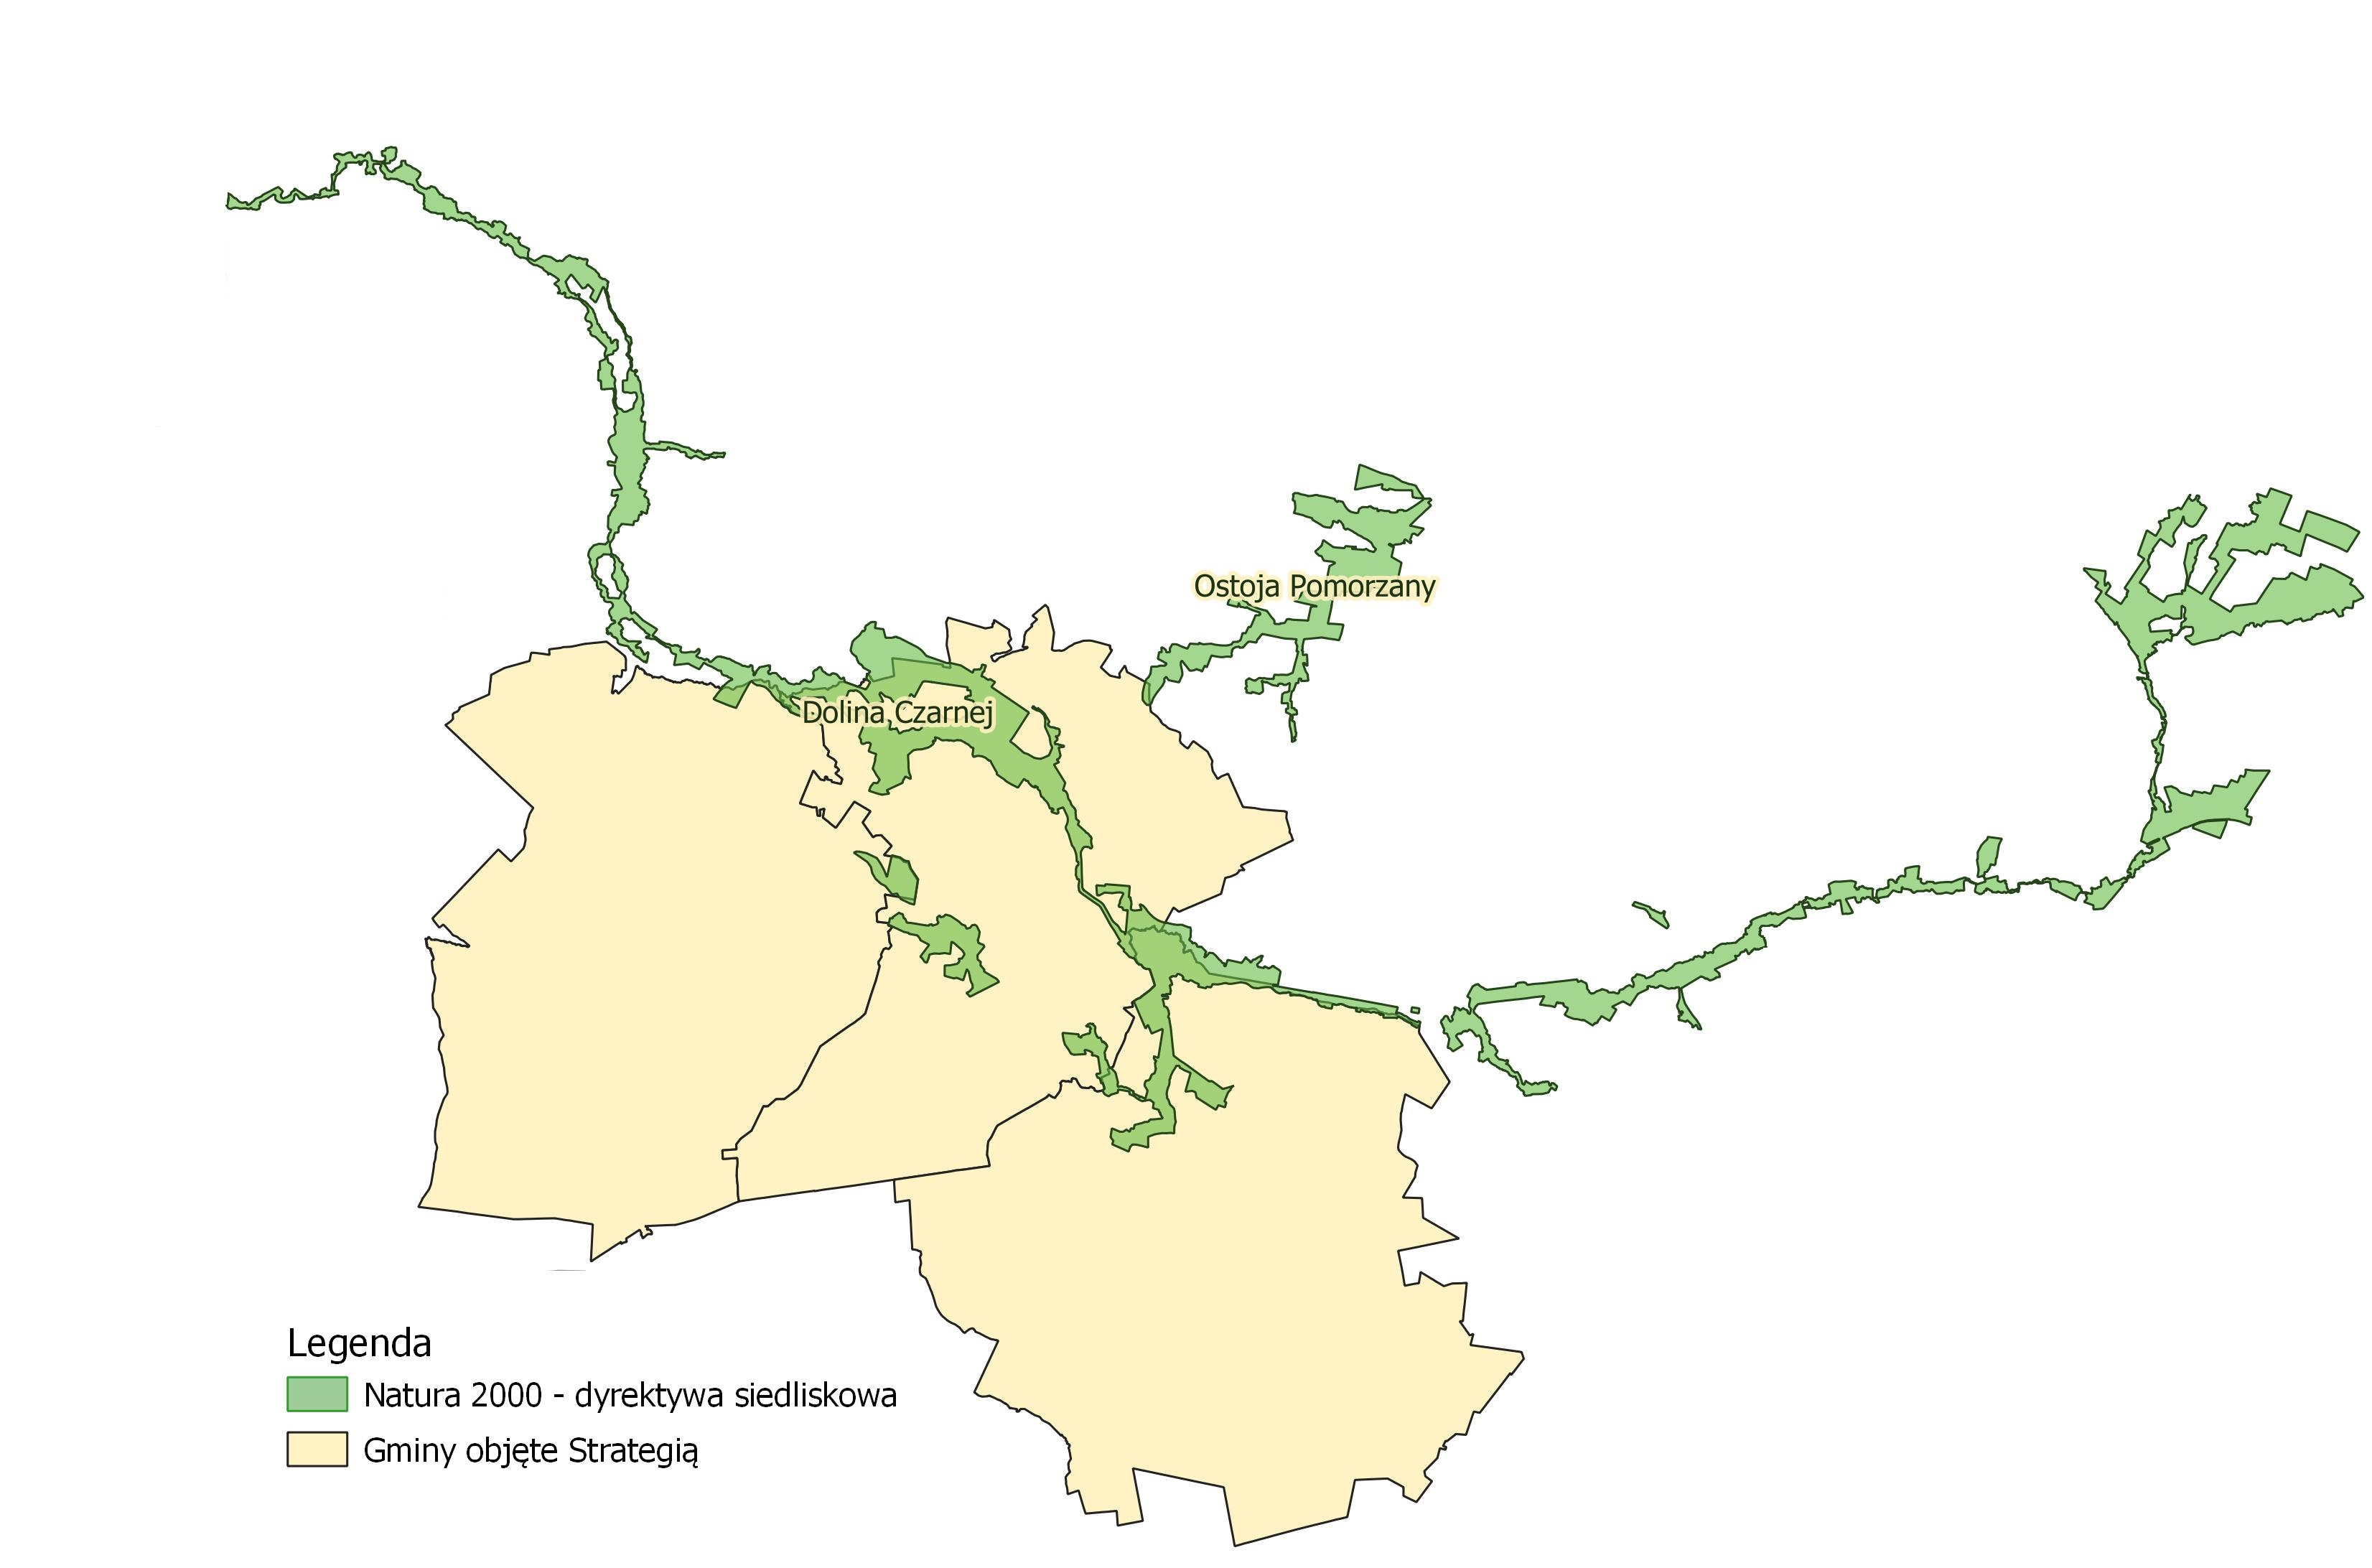 Ostoja Pomorzany
Dolina Czarnej
Legenda
Natura 2000 - dyrektywa siedliskowa
Gminy objęte Strategią